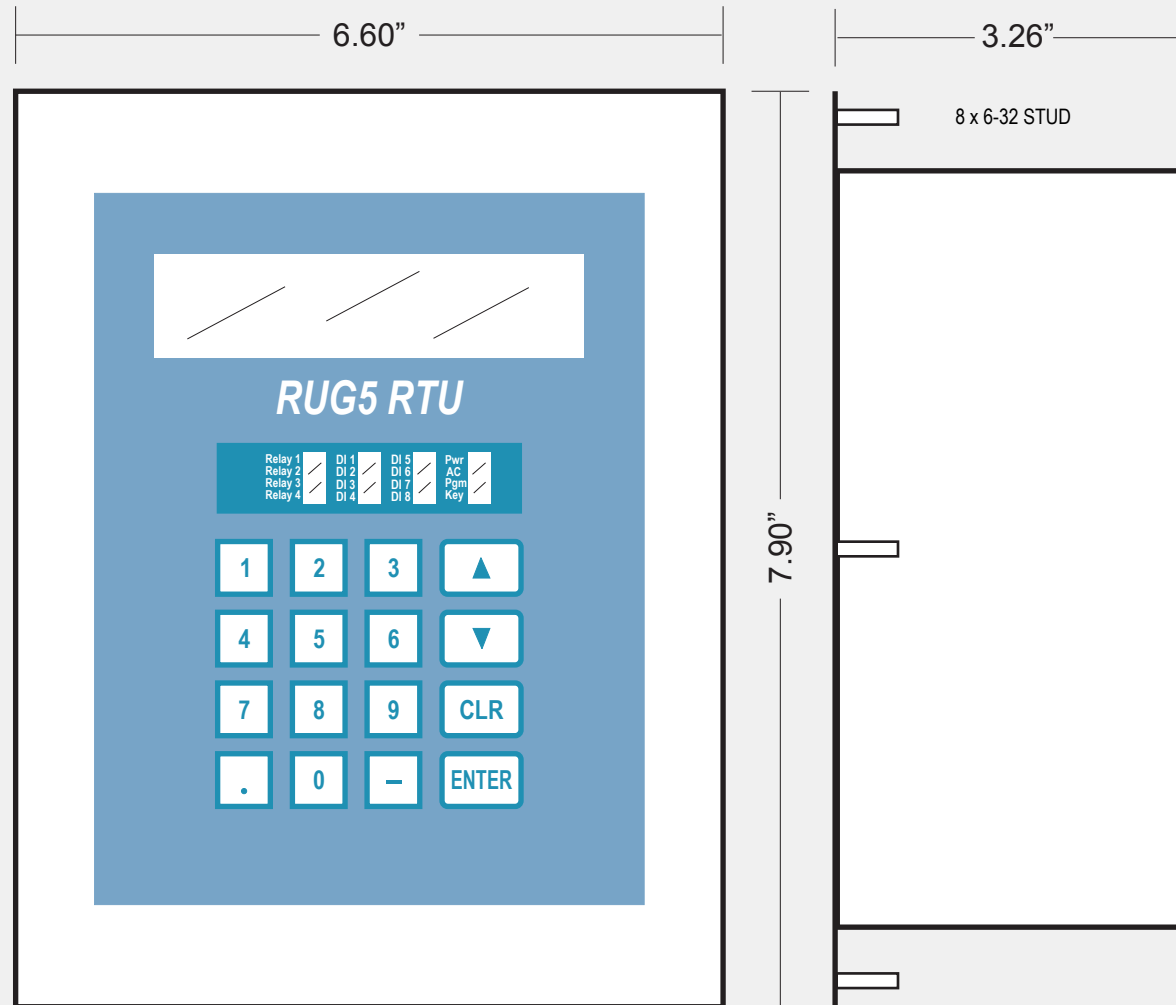 6.60”
3.26”
8 x 6-32 STUD
7.90”
RUG5 RTU
Relay 1
Relay 2
Relay 3
Relay 4
DI 1
DI 2
DI 3
DI 4
DI 5
DI 6
DI 7
DI 8
Pwr
AC
Pgm
Key
1 2 3 ▲
4 5 6 ▼
7 8 9 CLR
. 0 – ENTER